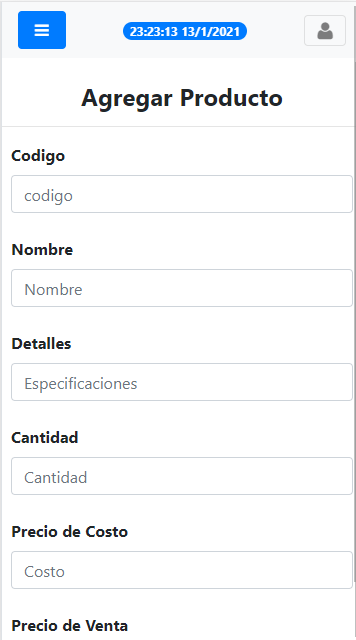 23:23:13 13/1/2021
Agregar Producto
Codigo
codigo
Nombre
Nombre
Detalles
Especificaciones
Cantidad
Cantidad
Precio de Costo
Costo
Precio de Venta